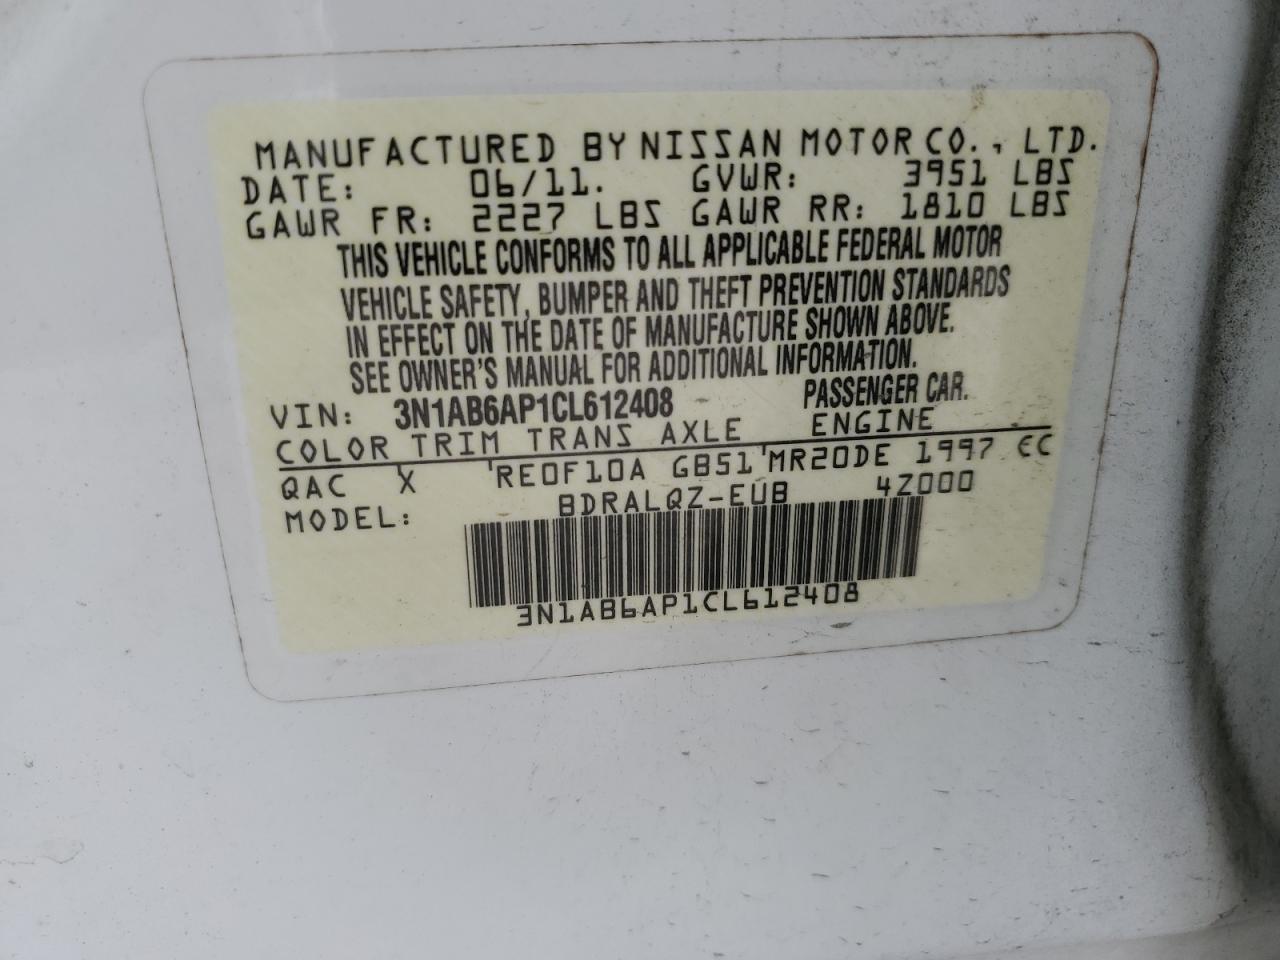 MANUFACTURED BY NISSAN MOTOR CO., LTD.
DATE: 06/11. GVWR: 3951 LBS
GAWR FR: 2227 LBS GAWR RR: 1810 LBS
THIS VEHICLE CONFORMS TO ALL APPLICABLE FEDERAL MOTOR
VEHICLE SAFETY, BUMPER AND THEFT PREVENTION STANDARDS
IN EFFECT ON THE DATE OF MANUFACTURE SHOWN ABOVE.
SEE OWNER'S MANUAL FOR ADDITIONAL INFORMATION.
VIN: 3N1AB6AP1CL612408 PASSENGER CAR.
COLOR TRIM TRANS AXLE ENGINE
QAC X 'RE0F10A GB51'MR20DE 1997 CC
MODEL: BDRALQZ-EUB 4Z000
3N1AB6AP1CL612408